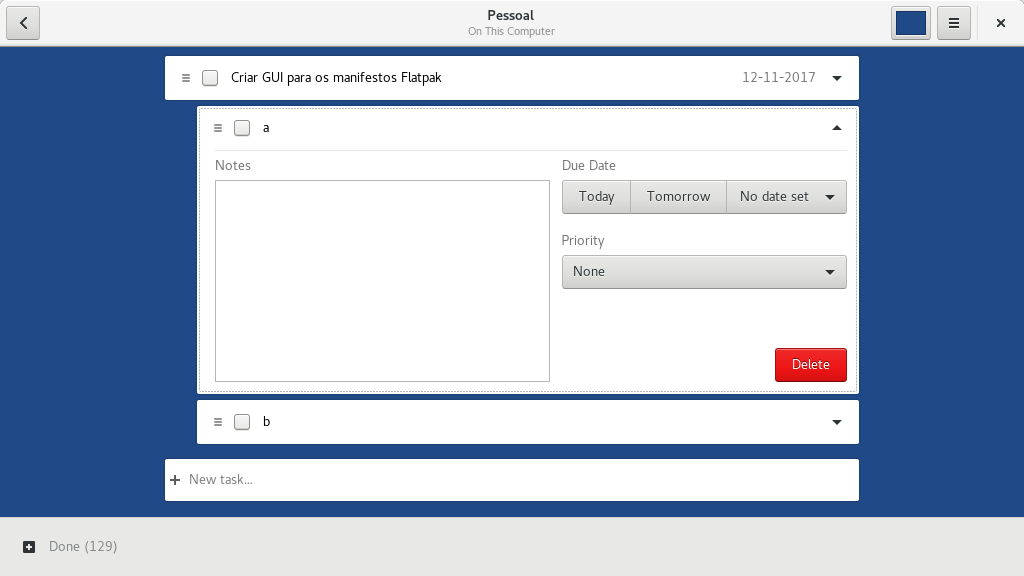 Pessoal
On This Computer
Criar GUI para os manifestos Flatpak 12-11-2017
a
Notes Due Date
Today Tomorrow No date set
Priority
None
Delete
b
New task...
Done (129)